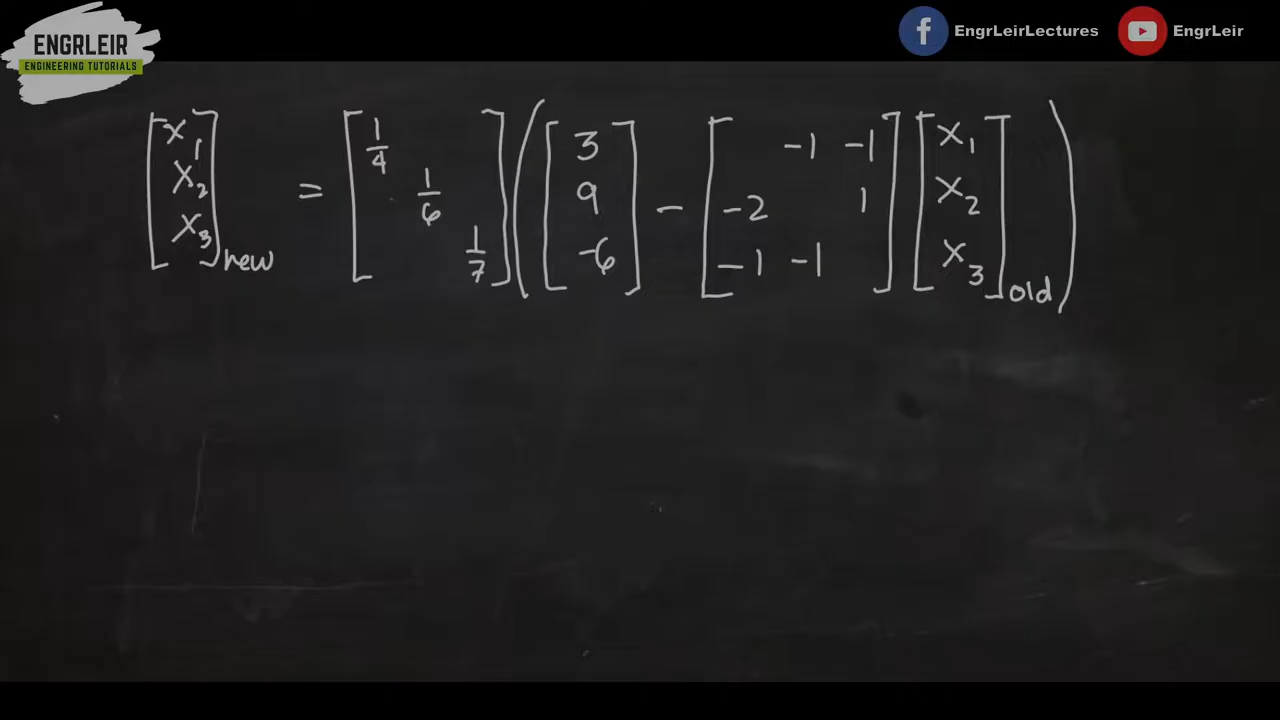 ENGRLEIR
ENGINEERING TUTORIALS
f EngrLeirLectures
EngrLeir
[x₁ x₂ x₃]new = [1/4 1/6 1/7] ( [3 9 -6] - [-1 -1 -2 1 -1 -1] [x₁ x₂ x₃]old )